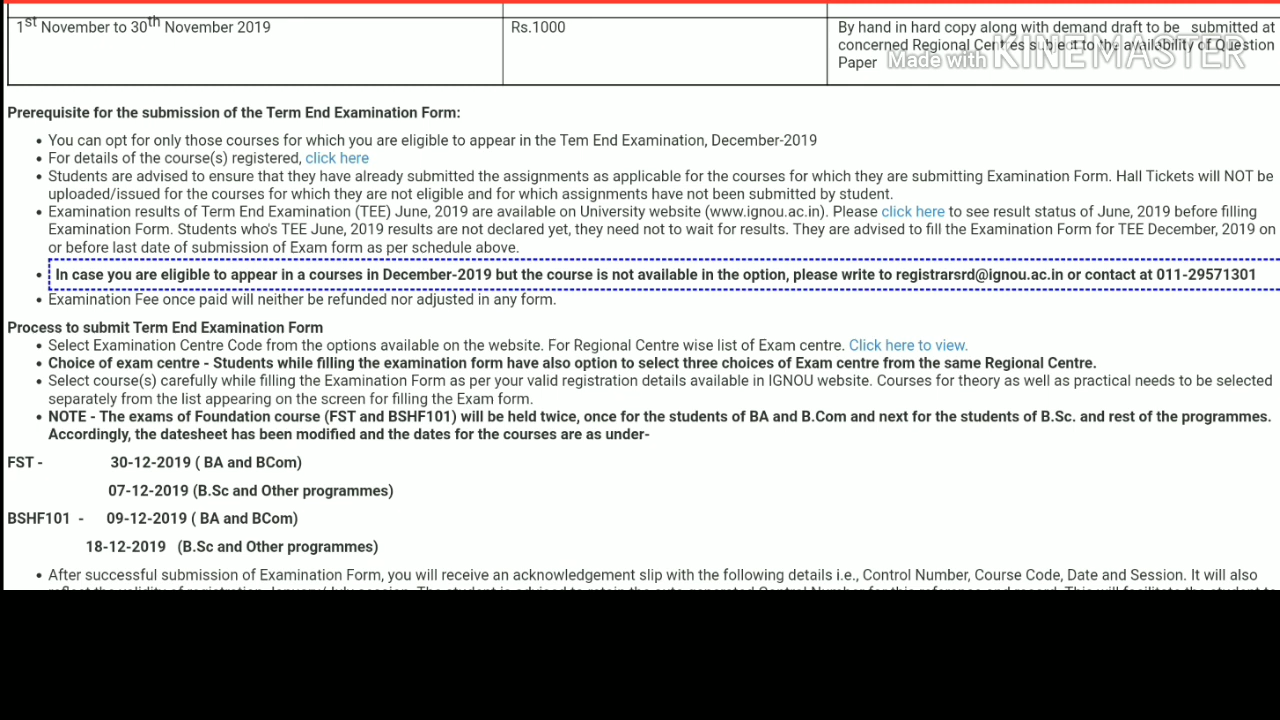 1st November to 30th November 2019
Rs.1000
By hand in hard copy along with demand draft to be submitted at
concerned Regional Centres subject to the availability of Question
Paper
Made with KINEMASTER
Prerequisite for the submission of the Term End Examination Form:
• You can opt for only those courses for which you are eligible to appear in the Tem End Examination, December-2019
• For details of the course(s) registered, click here
• Students are advised to ensure that they have already submitted the assignments as applicable for the courses for which they are submitting Examination Form. Hall Tickets will NOT be
uploaded/issued for the courses for which they are not eligible and for which assignments have not been submitted by student.
• Examination results of Term End Examination (TEE) June, 2019 are available on University website (www.ignou.ac.in). Please click here to see result status of June, 2019 before filling
Examination Form. Students who's TEE June, 2019 results are not declared yet, they need not to wait for results. They are advised to fill the Examination Form for TEE December, 2019 on
or before last date of submission of Exam form as per schedule above.
• In case you are eligible to appear in a courses in December-2019 but the course is not available in the option, please write to registrarsrd@ignou.ac.in or contact at 011-29571301
• Examination Fee once paid will neither be refunded nor adjusted in any form.
Process to submit Term End Examination Form
• Select Examination Centre Code from the options available on the website. For Regional Centre wise list of Exam centre. Click here to view.
• Choice of exam centre - Students while filling the examination form have also option to select three choices of Exam centre from the same Regional Centre.
• Select course(s) carefully while filling the Examination Form as per your valid registration details available in IGNOU website. Courses for theory as well as practical needs to be selected
separately from the list appearing on the screen for filling the Exam form.
• NOTE - The exams of Foundation course (FST and BSHF101) will be held twice, once for the students of BA and B.Com and next for the students of B.Sc. and rest of the programmes.
Accordingly, the datesheet has been modified and the dates for the courses are as under-
FST - 30-12-2019 ( BA and BCom)
07-12-2019 (B.Sc and Other programmes)
BSHF101 - 09-12-2019 ( BA and BCom)
18-12-2019 (B.Sc and Other programmes)
• After successful submission of Examination Form, you will receive an acknowledgement slip with the following details i.e., Control Number, Course Code, Date and Session. It will also